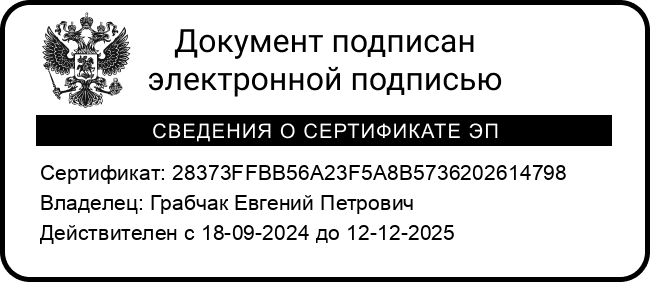 Документ подписан
электронной подписью
СВЕДЕНИЯ О СЕРТИФИКАТЕ ЭП
Сертификат: 28373FFBB56A23F5A8B5736202614798
Владелец: Грабчак Евгений Петрович
Действителен с 18-09-2024 до 12-12-2025